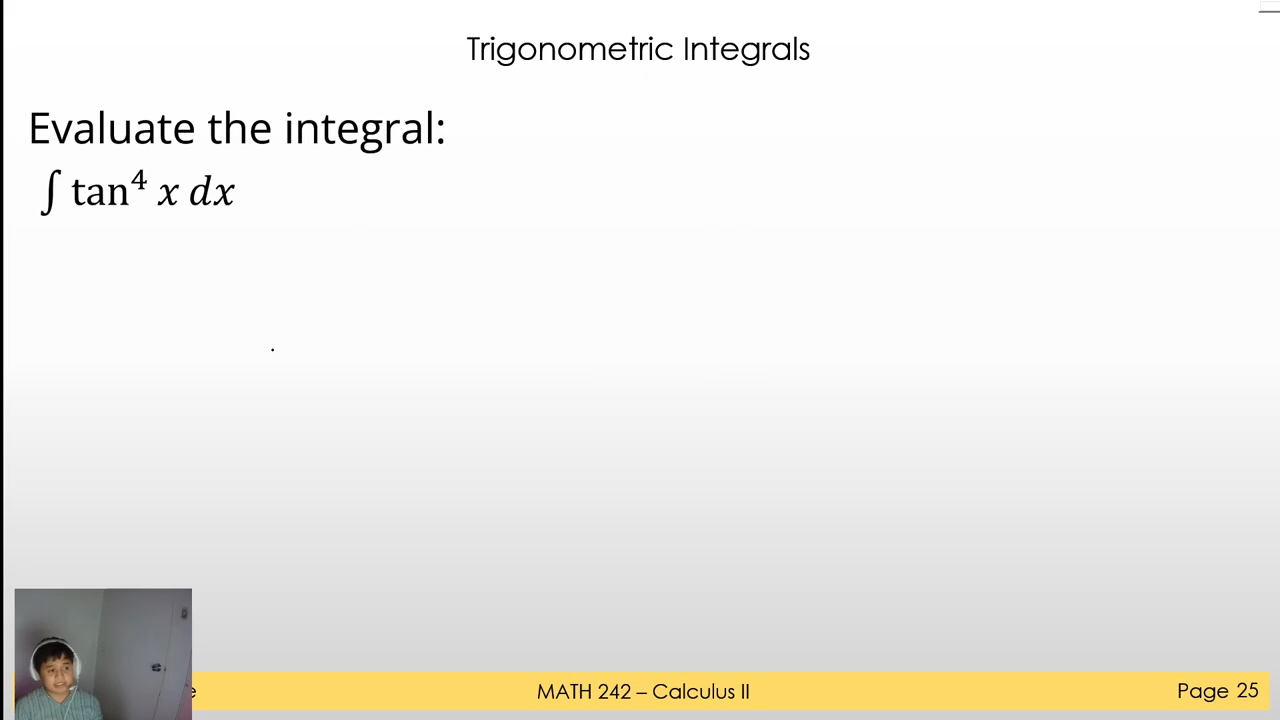 Trigonometric Integrals
Evaluate the integral:
∫ tan⁴ x dx
MATH 242 – Calculus II
Page 25